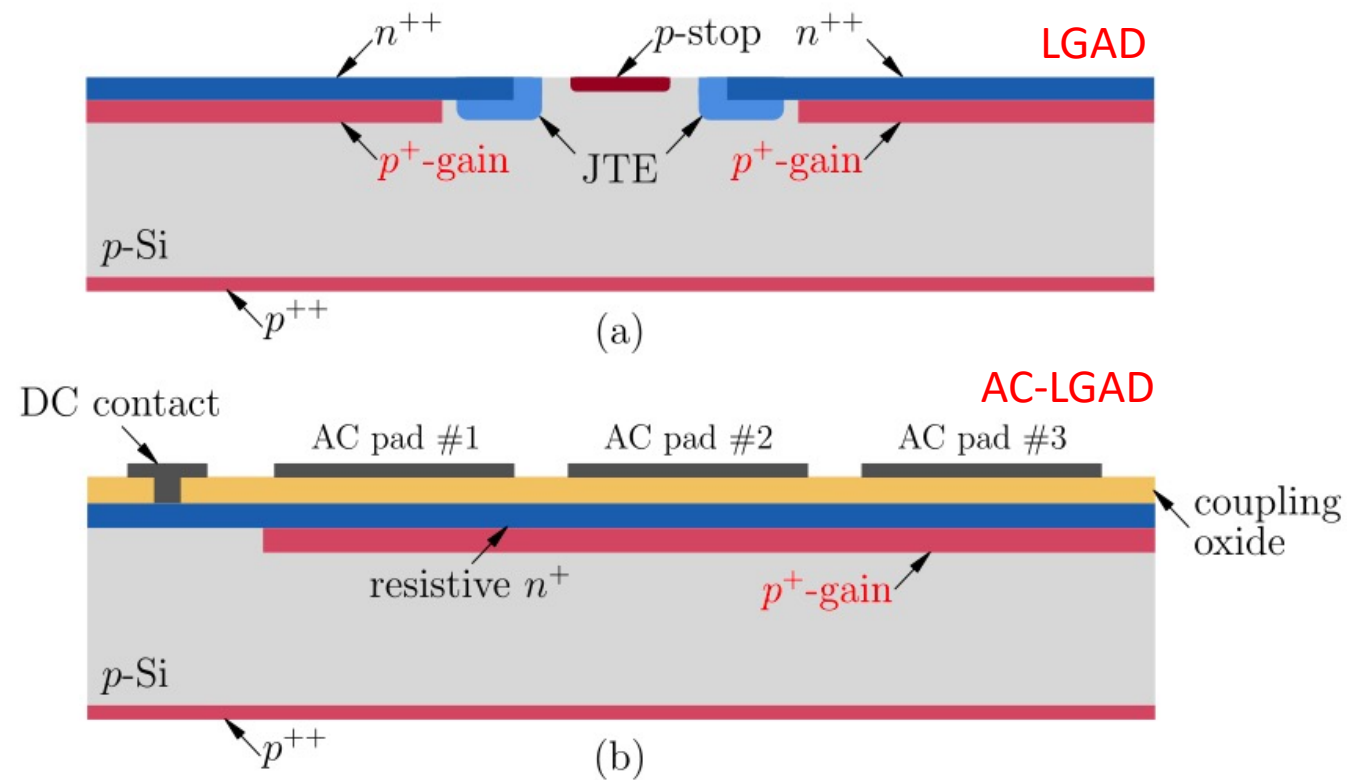 n⁺⁺
p-stop
n⁺⁺
LGAD
p⁺-gain
JTE
p⁺-gain
p-Si
p⁺⁺
(a)
AC-LGAD
DC contact
AC pad #1
AC pad #2
AC pad #3
coupling
oxide
resistive n⁺
p⁺-gain
p-Si
p⁺⁺
(b)